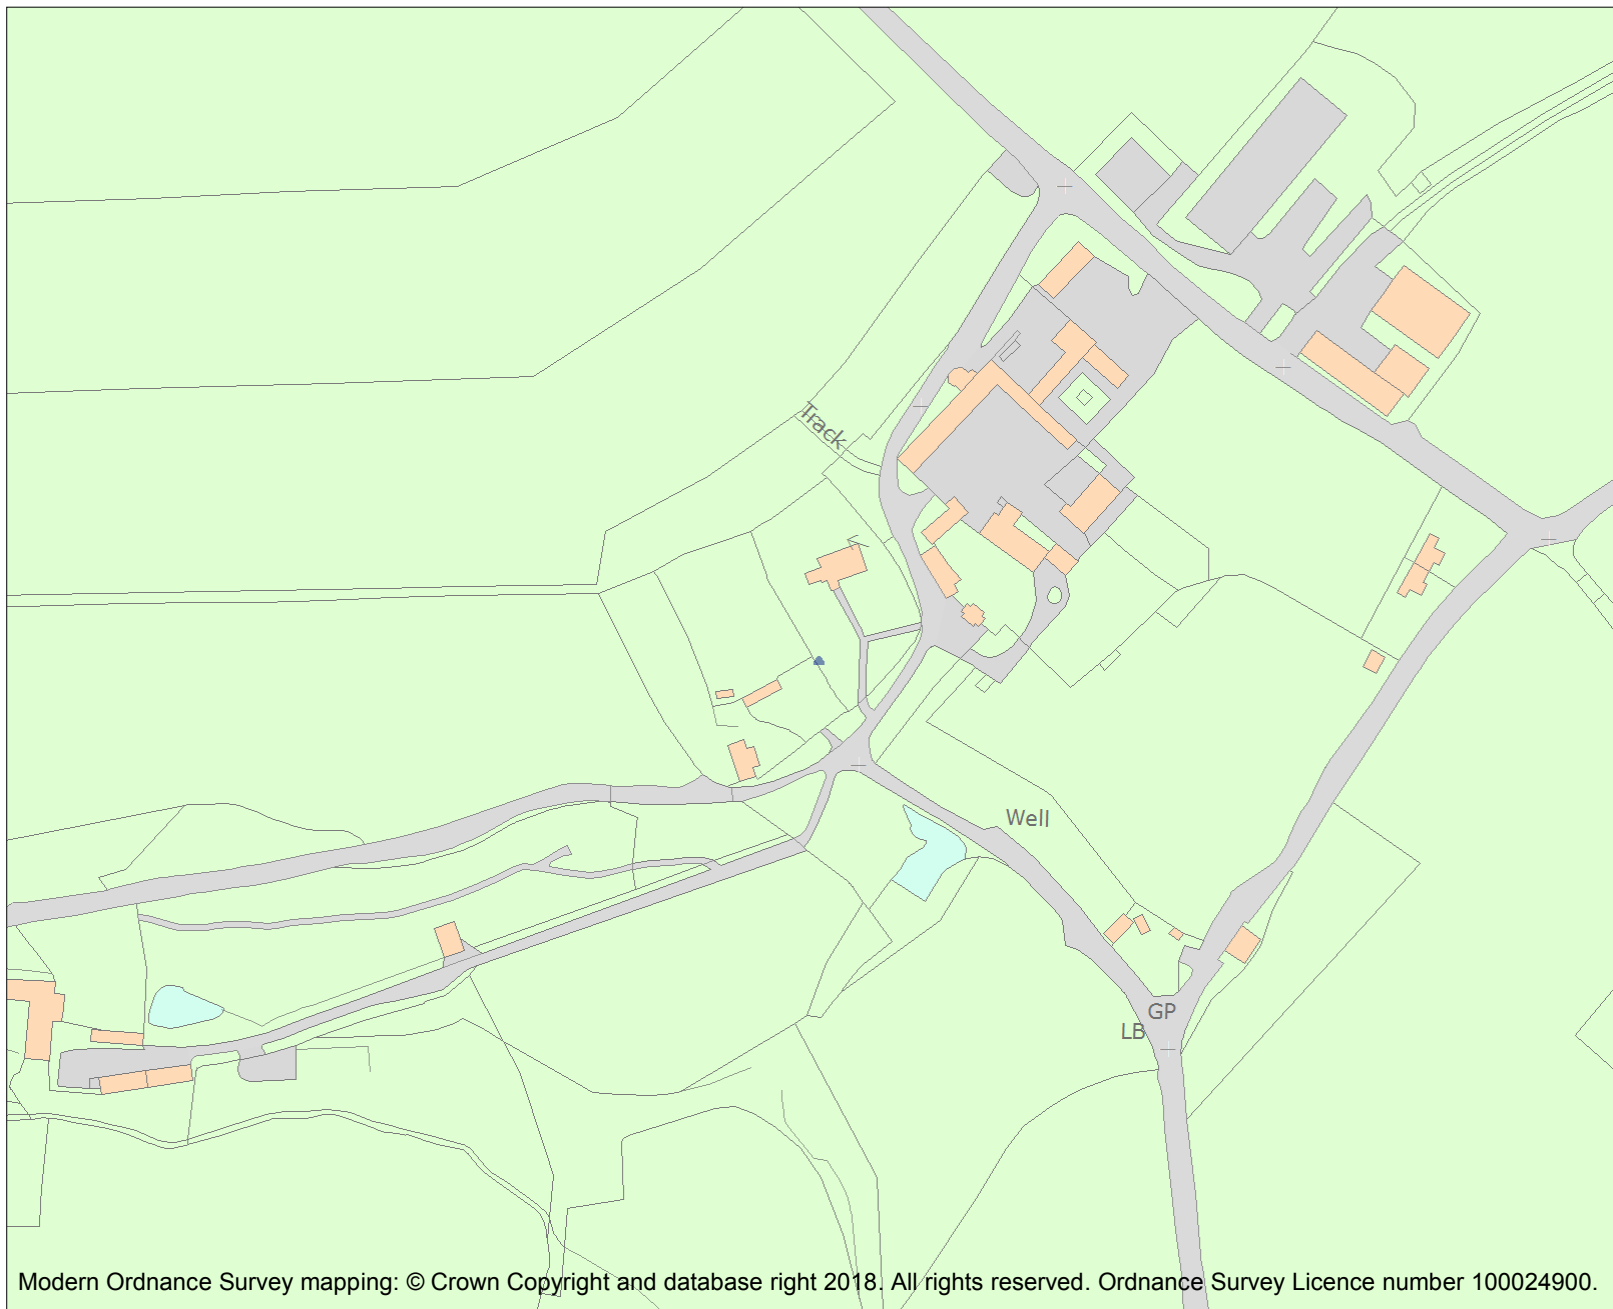 Track
Well
GP
LB
Modern Ordnance Survey mapping: © Crown Copyright and database right 2018. All rights reserved. Ordnance Survey Licence number 100024900.